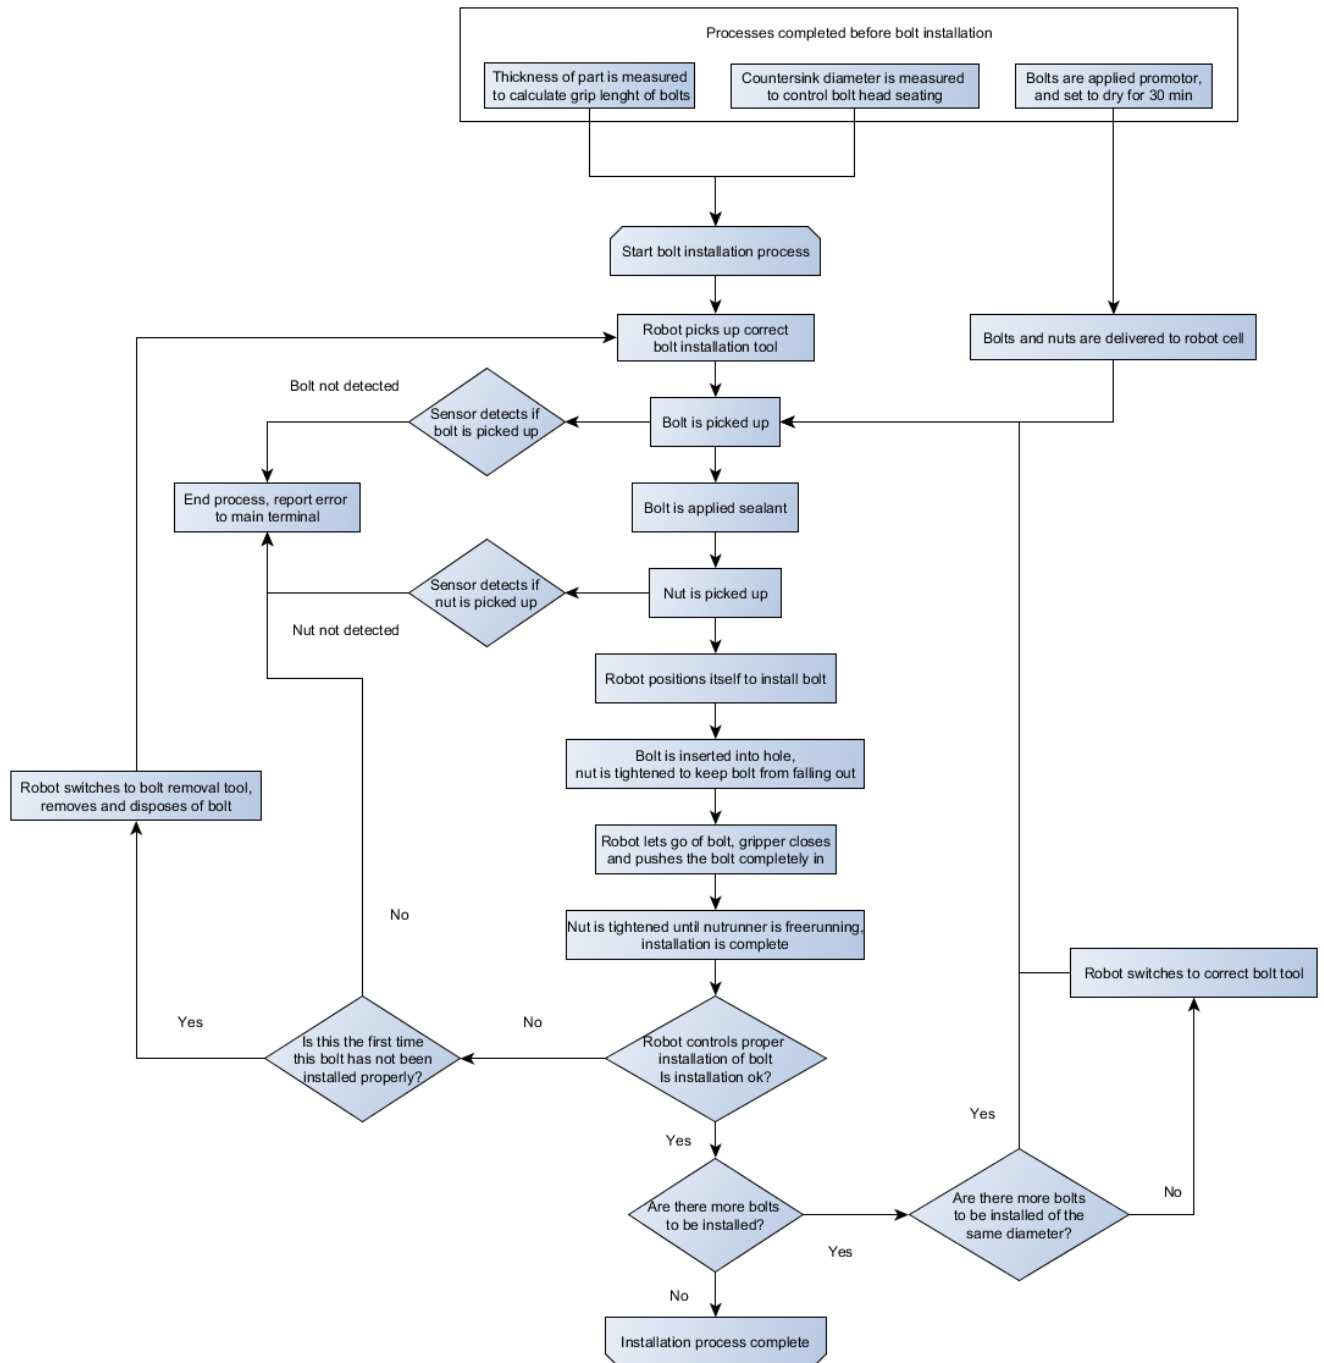 Processes completed before bolt installation
Thickness of part is measured
to calculate grip lenght of bolts
Countersink diameter is measured
to control bolt head seating
Bolts are applied promotor,
and set to dry for 30 min
Start bolt installation process
Robot picks up correct
bolt installation tool
Bolts and nuts are delivered to robot cell
Bolt not detected
Sensor detects if
bolt is picked up
Bolt is picked up
End process, report error
to main terminal
Bolt is applied sealant
Sensor detects if
nut is picked up
Nut is picked up
Nut not detected
Robot positions itself to install bolt
Bolt is inserted into hole,
nut is tightened to keep bolt from falling out
Robot switches to bolt removal tool,
removes and disposes of bolt
Robot lets go of bolt, gripper closes
and pushes the bolt completely in
No
Nut is tightened until nutrunner is freerunning,
installation is complete
Robot switches to correct bolt tool
Yes
No
Is this the first time
this bolt has not been
installed properly?
Robot controls proper
installation of bolt
Is installation ok?
Yes
Yes
Are there more bolts
to be installed?
Yes
Are there more bolts
to be installed of the
same diameter?
No
No
Installation process complete